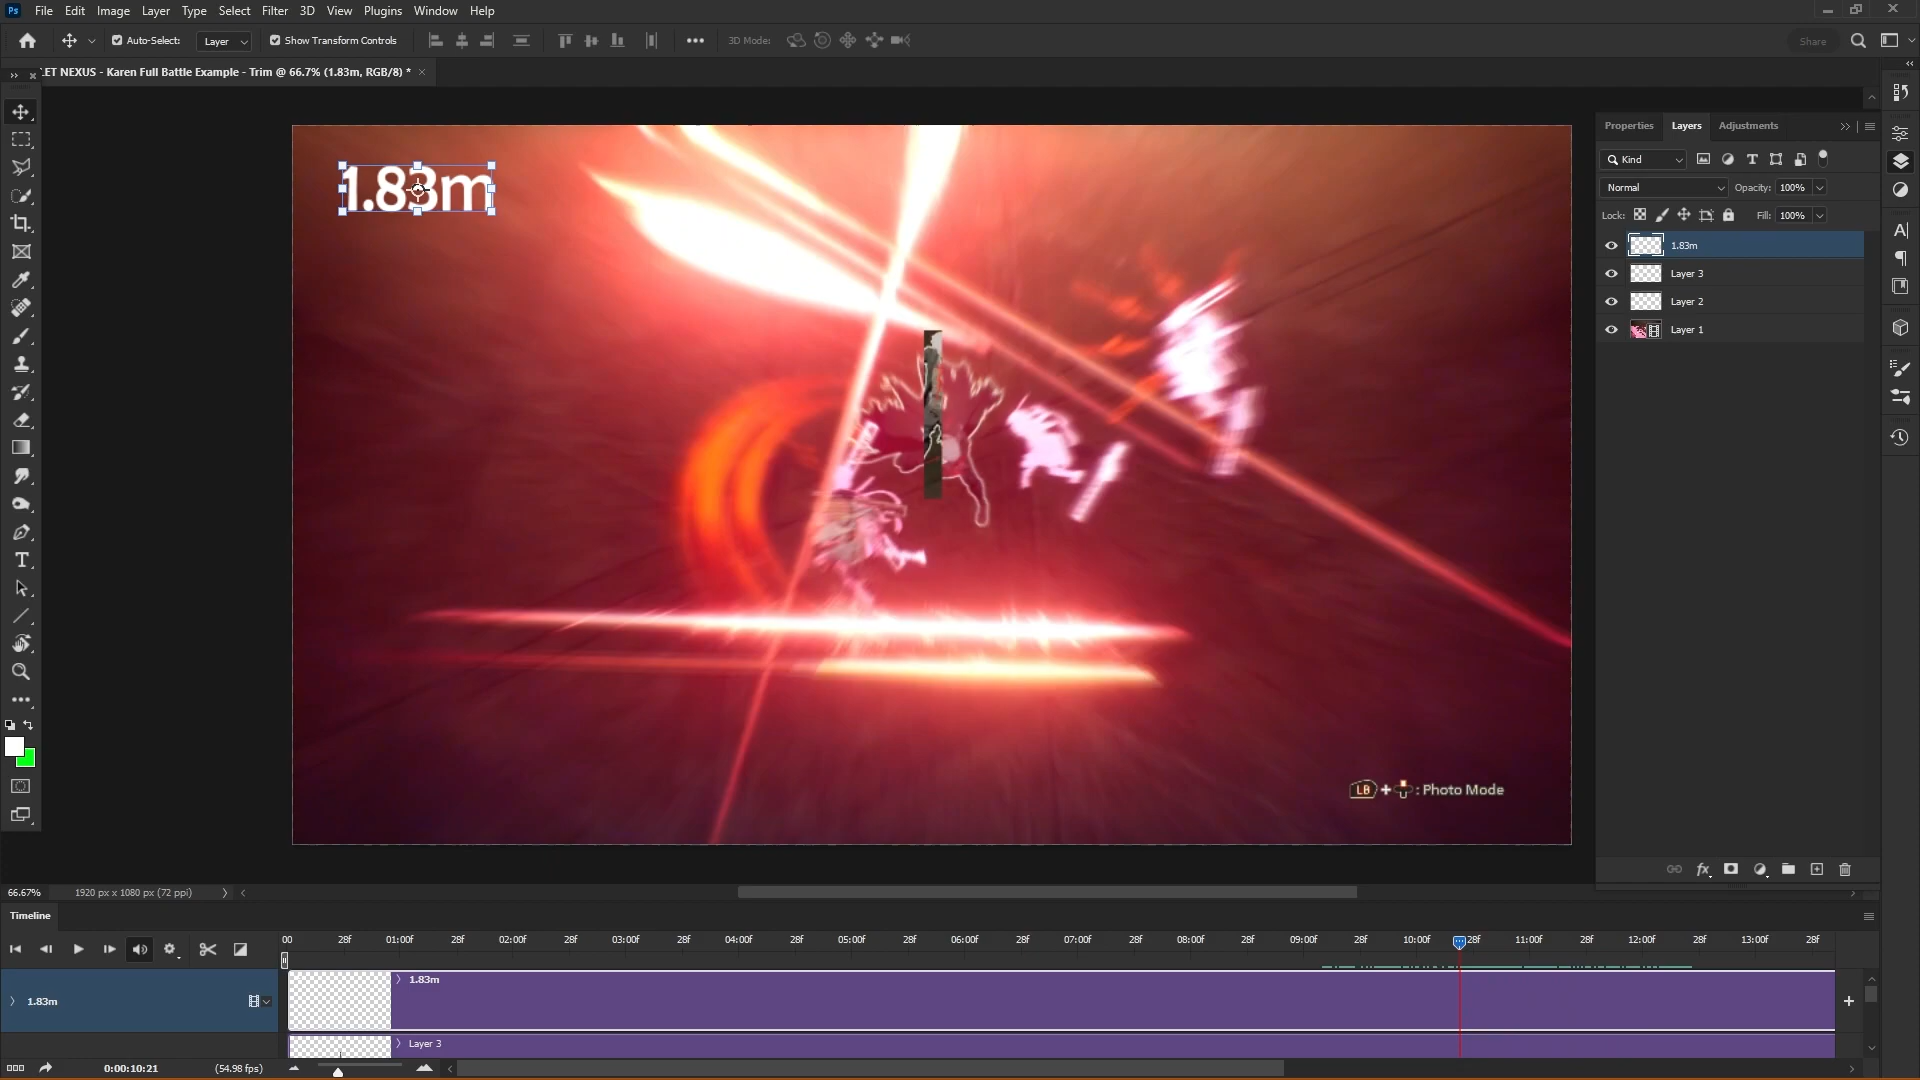 Ps File Edit Image Layer Type Select Filter 3D View Plugins Window Help
Auto-Select: Layer Show Transform Controls 3D Mode: Share
LET NEXUS - Karen Full Battle Example - Trim @ 66.7% (1.83m, RGB/8) *
1.83m
LB + : Photo Mode
Properties Layers Adjustments
Kind
Normal Opacity: 100%
Lock: Fill: 100%
1.83m
Layer 3
Layer 2
Layer 1
66.67% 1920 px x 1080 px (72 ppi)
Timeline
00 28f 01:00f 28f 02:00f 28f 03:00f 28f 04:00f 28f 05:00f 28f 06:00f 28f 07:00f 28f 08:00f 28f 09:00f 28f 10:00f 28f 11:00f 28f 12:00f 28f 13:00f 28f
1.83m
1.83m
Layer 3
0:00:10:21 (54.98 fps)